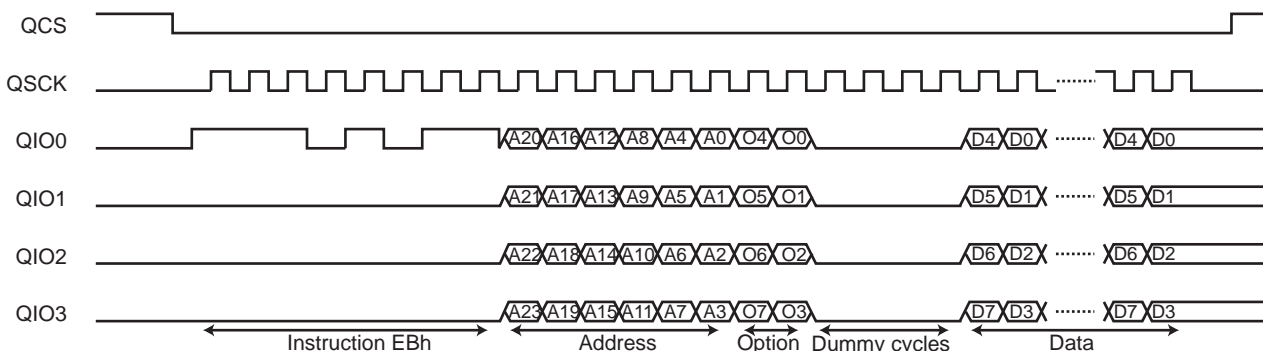 QCS
QSCK
QIO0 A20 A16 A12 A8 A4 A0 O4 O0 D4 D0 D4 D0
QIO1 A21 A17 A13 A9 A5 A1 O5 O1 D5 D1 D5 D1
QIO2 A22 A18 A14 A10 A6 A2 O6 O2 D6 D2 D6 D2
QIO3 A23 A19 A15 A11 A7 A3 O7 O3 D7 D3 D7 D3
Instruction EBh Address Option Dummy cycles Data